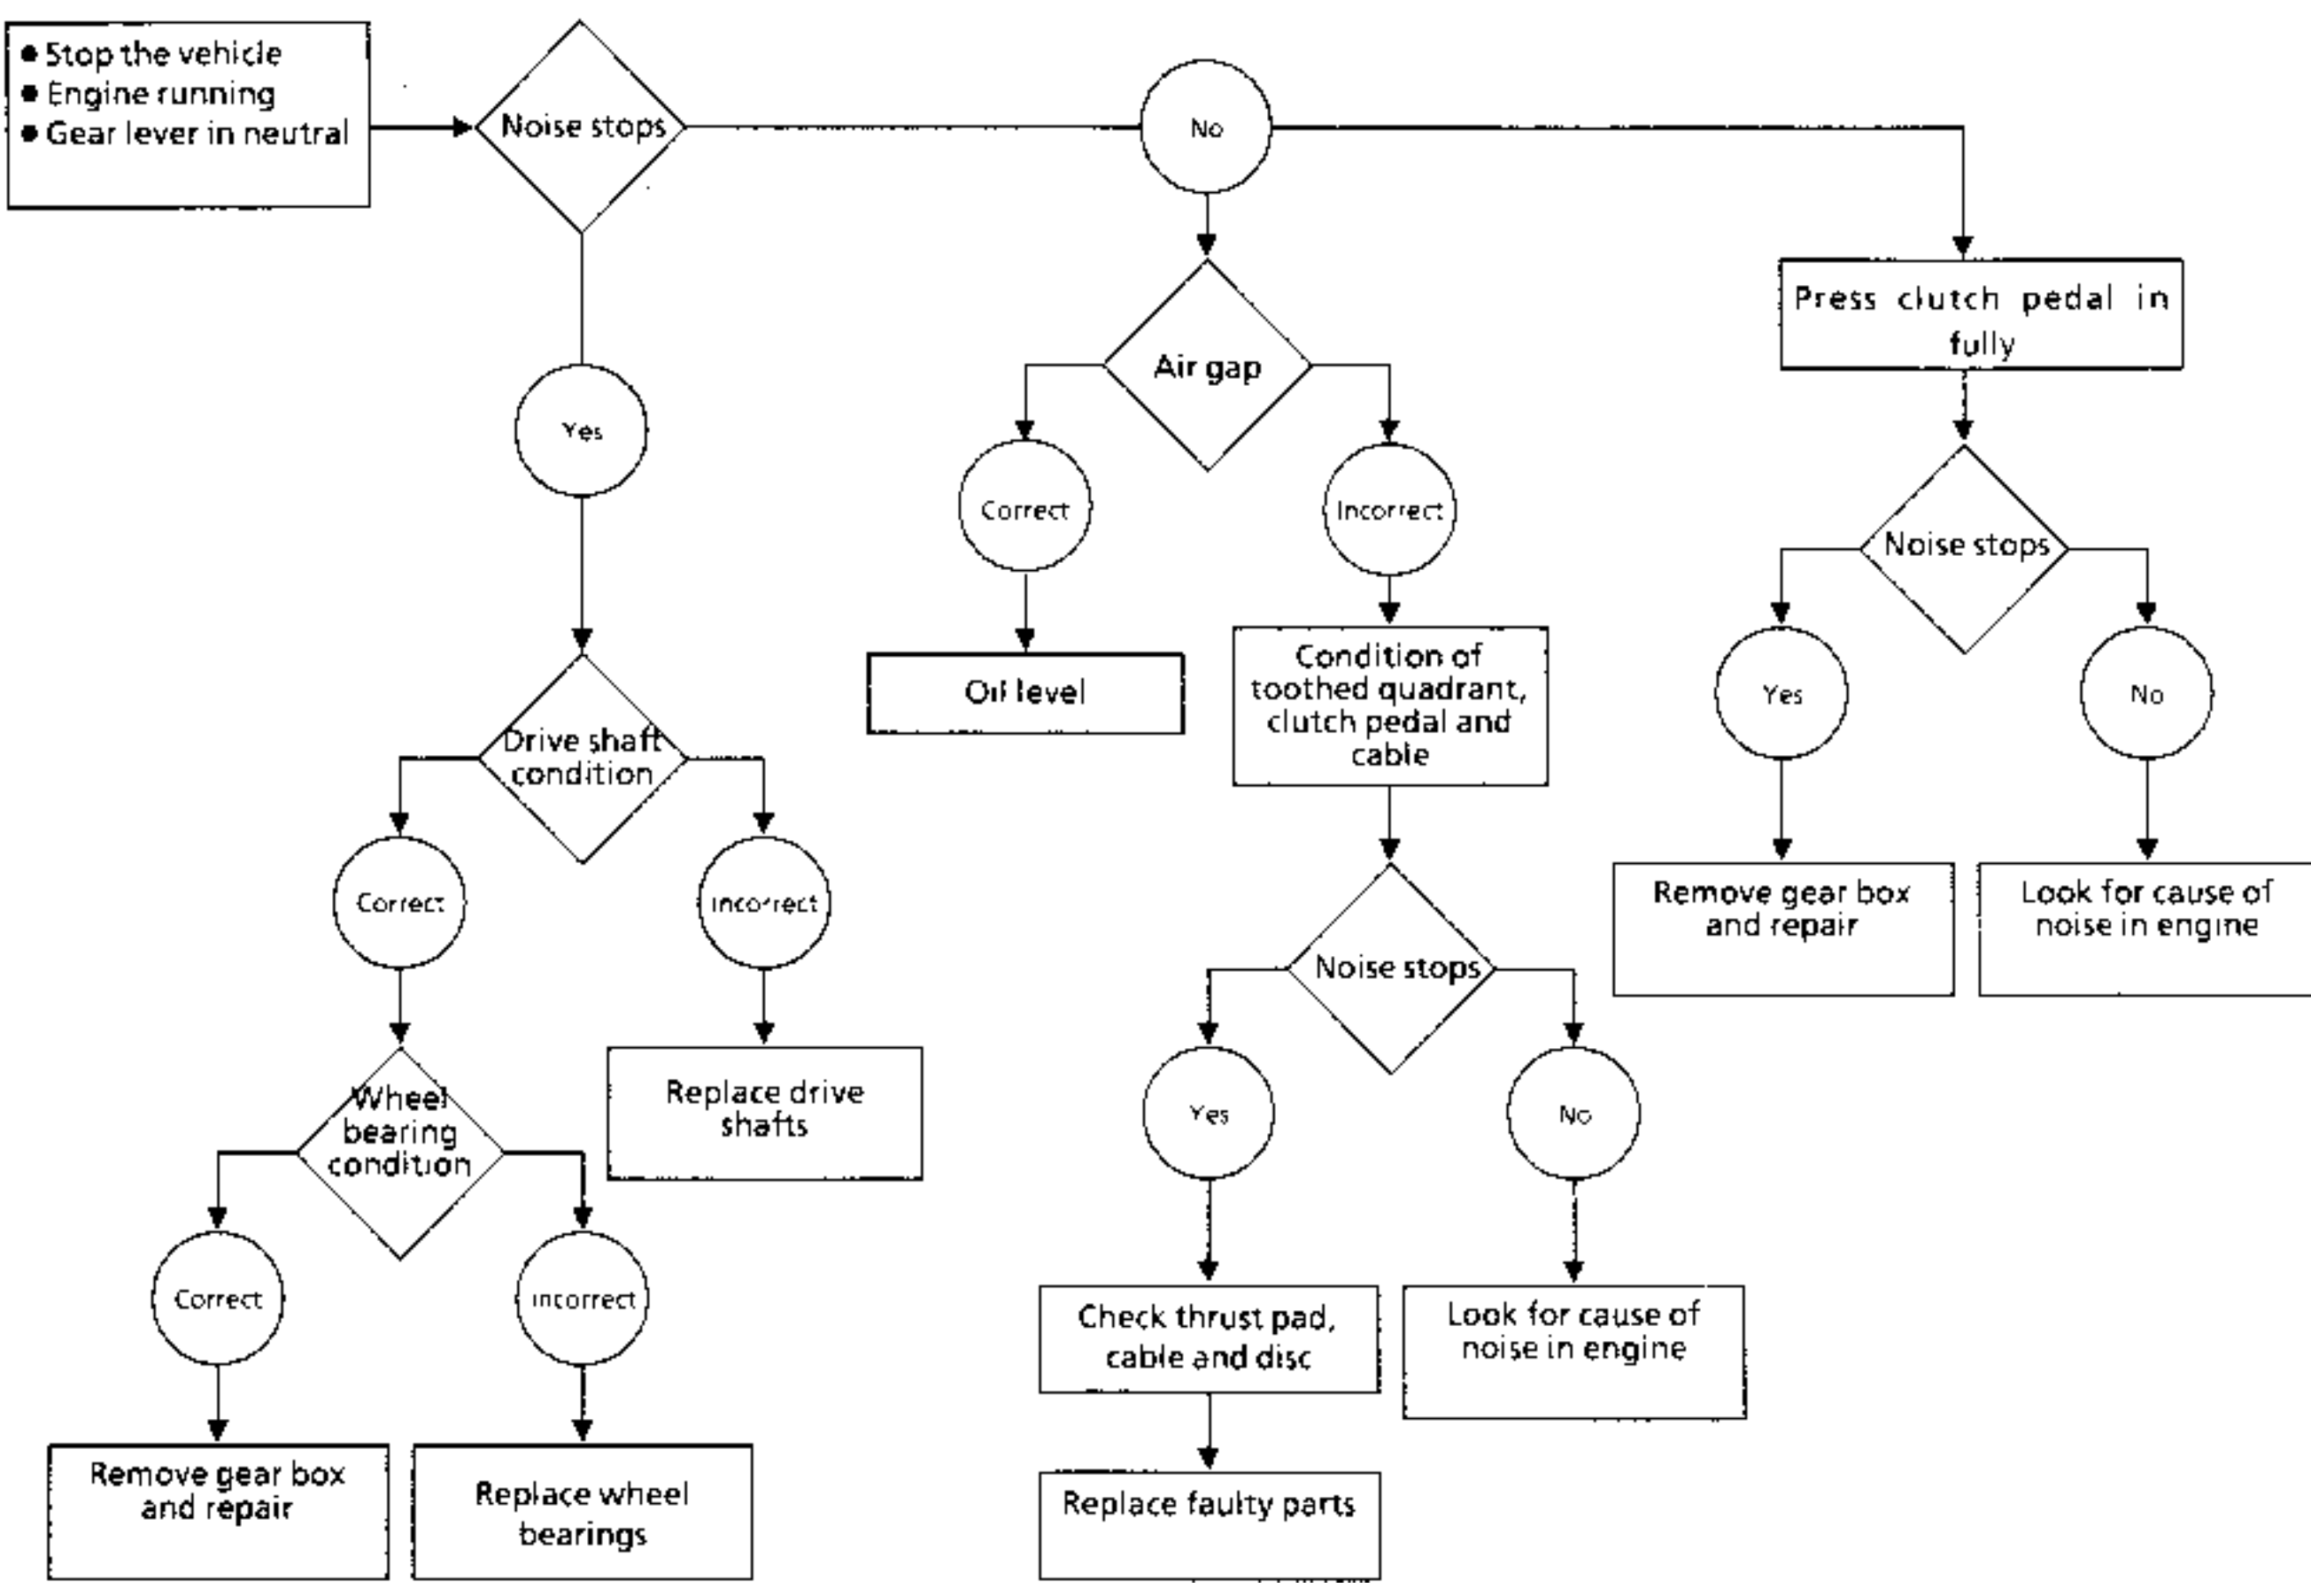 ● Stop the vehicle
● Engine running
● Gear lever in neutral
Noise stops
No
Yes
Press clutch pedal in
fully
Air gap
Correct
Incorrect
Noise stops
Oil level
Condition of
toothed quadrant,
clutch pedal and
cable
Yes
No
Drive shaft
condition
Correct
Incorrect
Remove gear box
and repair
Look for cause of
noise in engine
Noise stops
Wheel
bearing
condition
Replace drive
shafts
Yes
No
Correct
Incorrect
Check thrust pad,
cable and disc
Look for cause of
noise in engine
Remove gear box
and repair
Replace wheel
bearings
Replace faulty parts